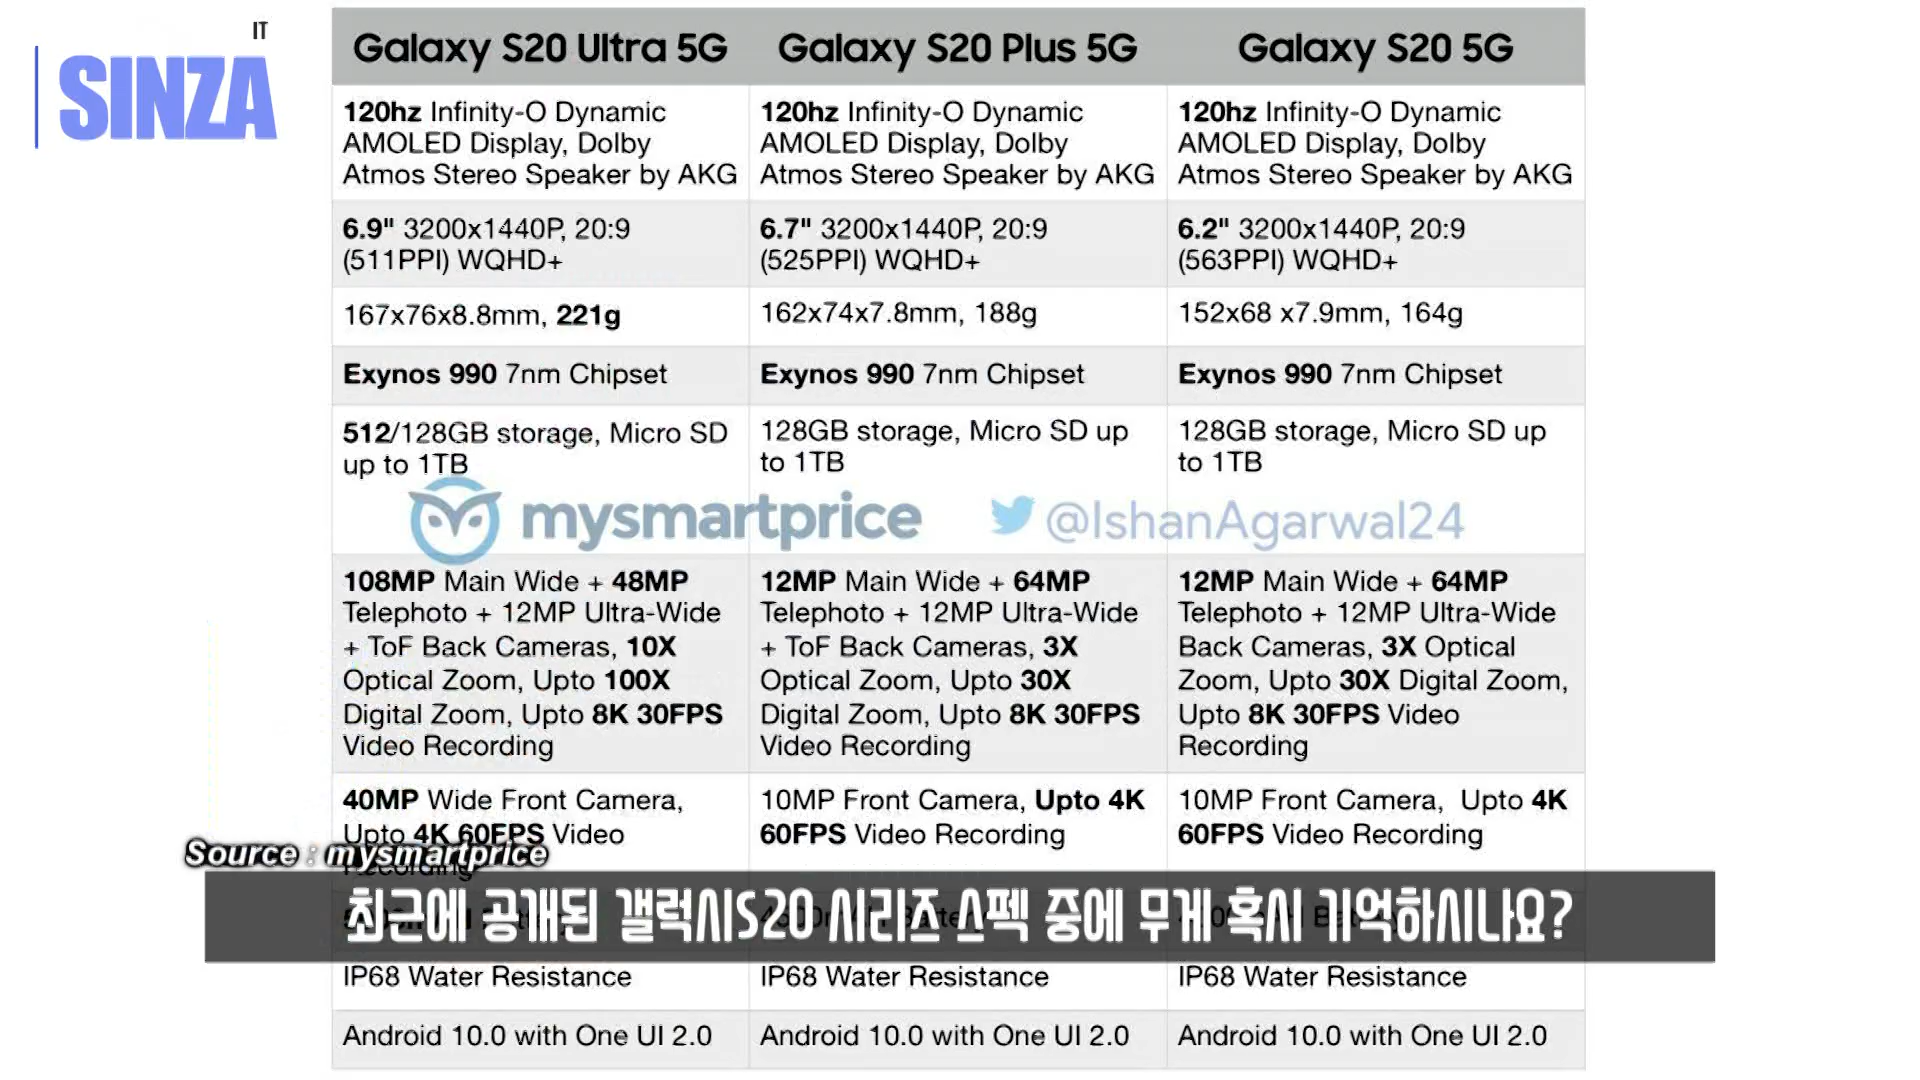 IT
SINZA
Galaxy S20 Ultra 5G
Galaxy S20 Plus 5G
Galaxy S20 5G
120hz Infinity-O Dynamic
AMOLED Display, Dolby
Atmos Stereo Speaker by AKG
120hz Infinity-O Dynamic
AMOLED Display, Dolby
Atmos Stereo Speaker by AKG
120hz Infinity-O Dynamic
AMOLED Display, Dolby
Atmos Stereo Speaker by AKG
6.9" 3200x1440P, 20:9
(511PPI) WQHD+
6.7" 3200x1440P, 20:9
(525PPI) WQHD+
6.2" 3200x1440P, 20:9
(563PPI) WQHD+
167x76x8.8mm, 221g
162x74x7.8mm, 188g
152x68 x7.9mm, 164g
Exynos 990 7nm Chipset
Exynos 990 7nm Chipset
Exynos 990 7nm Chipset
512/128GB storage, Micro SD
up to 1TB
128GB storage, Micro SD up
to 1TB
128GB storage, Micro SD up
to 1TB
mysmartprice
@IshanAgarwal24
108MP Main Wide + 48MP
Telephoto + 12MP Ultra-Wide
+ ToF Back Cameras, 10X
Optical Zoom, Upto 100X
Digital Zoom, Upto 8K 30FPS
Video Recording
12MP Main Wide + 64MP
Telephoto + 12MP Ultra-Wide
+ ToF Back Cameras, 3X
Optical Zoom, Upto 30X
Digital Zoom, Upto 8K 30FPS
Video Recording
12MP Main Wide + 64MP
Telephoto + 12MP Ultra-Wide
Back Cameras, 3X Optical
Zoom, Upto 30X Digital Zoom,
Upto 8K 30FPS Video
Recording
40MP Wide Front Camera,
Upto 4K 60FPS Video
Recording
10MP Front Camera, Upto 4K
60FPS Video Recording
10MP Front Camera, Upto 4K
60FPS Video Recording
Source : mysmartprice
최근에 공개된 갤럭시S20 시리즈 스펙 중에 무게 혹시 기억하시나요?
IP68 Water Resistance
IP68 Water Resistance
IP68 Water Resistance
Android 10.0 with One UI 2.0
Android 10.0 with One UI 2.0
Android 10.0 with One UI 2.0